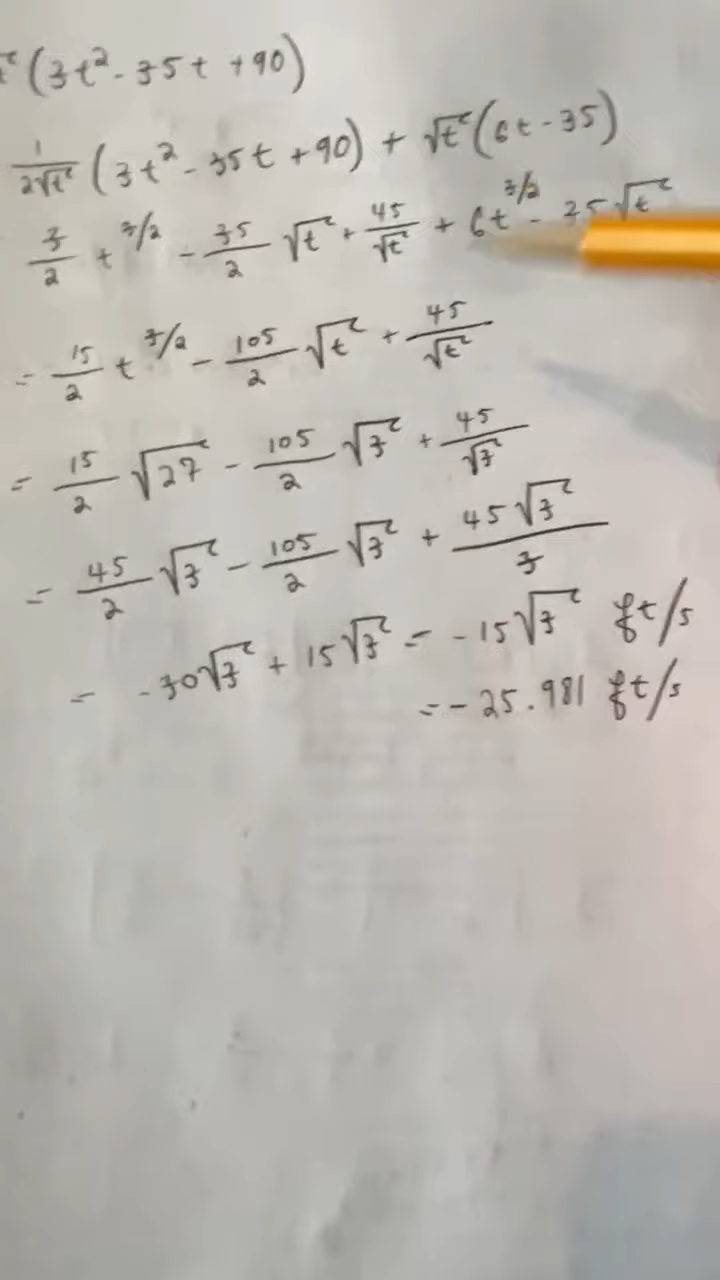 (3t² - 35t + 90)
1/(2√t) (3t² - 35t + 90) + √t (6t - 35)
3/2 t^3/2 - 35/2 √t + 45/√t + 6t^3/2 - 35√t
= 15/2 t^3/2 - 105/2 √t + 45/√t
= 15/2 √27 - 105/2 √3 + 45/√3
= 45/2 √3 - 105/2 √3 + 45√3/3
= -30√3 + 15√3 = -15√3 ft/s
= -25.981 ft/s